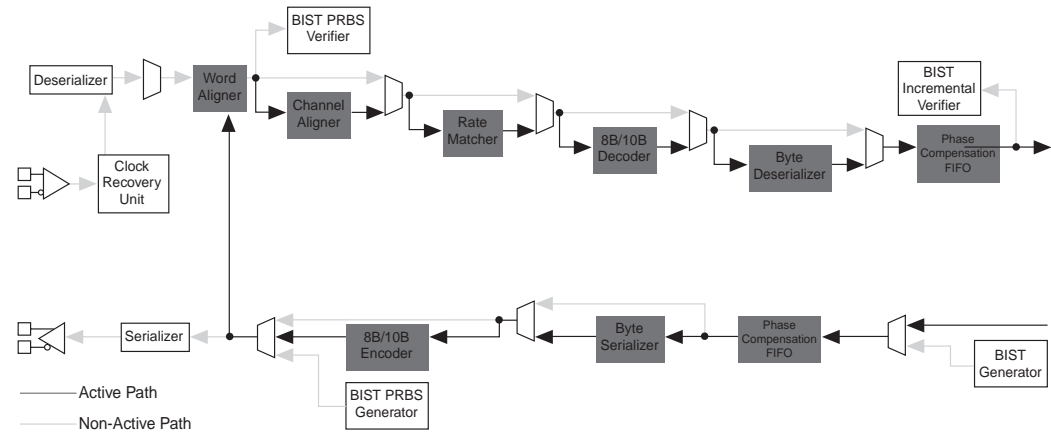 BIST PRBS
Verifier
Deserializer
Word
Aligner
Channel
Aligner
Rate
Matcher
8B/10B
Decoder
Byte
Deserializer
BIST
Incremental
Verifier
Phase
Compensation
FIFO
Clock
Recovery
Unit
Serializer
8B/10B
Encoder
BIST PRBS
Generator
Byte
Serializer
Phase
Compensation
FIFO
BIST
Generator
Active Path
Non-Active Path